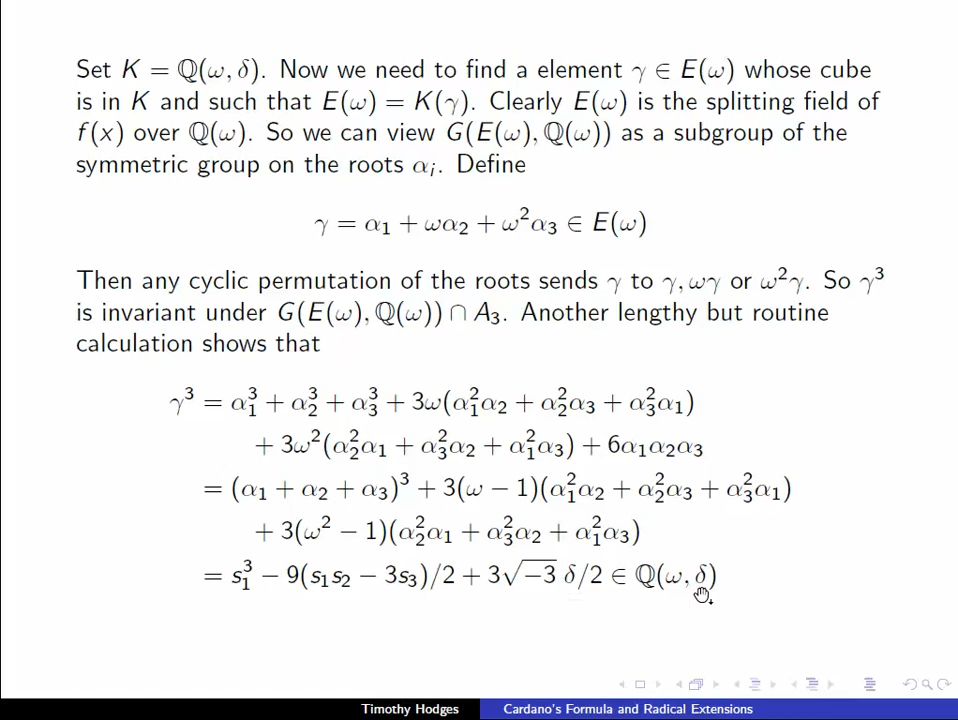 Set K = ℚ(ω, δ). Now we need to find a element γ ∈ E(ω) whose cube
is in K and such that E(ω) = K(γ). Clearly E(ω) is the splitting field of
f(x) over ℚ(ω). So we can view G(E(ω), ℚ(ω)) as a subgroup of the
symmetric group on the roots αᵢ. Define
γ = α₁ + ωα₂ + ω²α₃ ∈ E(ω)
Then any cyclic permutation of the roots sends γ to γ, ωγ or ω²γ. So γ³
is invariant under G(E(ω), ℚ(ω)) ∩ A₃. Another lengthy but routine
calculation shows that
γ³ = α₁³ + α₂³ + α₃³ + 3ω(α₁²α₂ + α₂²α₃ + α₃²α₁)
+ 3ω²(α₂²α₁ + α₃²α₂ + α₁²α₃) + 6α₁α₂α₃
= (α₁ + α₂ + α₃)³ + 3(ω − 1)(α₁²α₂ + α₂²α₃ + α₃²α₁)
+ 3(ω² − 1)(α₂²α₁ + α₃²α₂ + α₁²α₃)
= s₁³ − 9(s₁s₂ − 3s₃)/2 + 3√−3 δ/2 ∈ ℚ(ω, δ)
Timothy Hodges Cardano's Formula and Radical Extensions